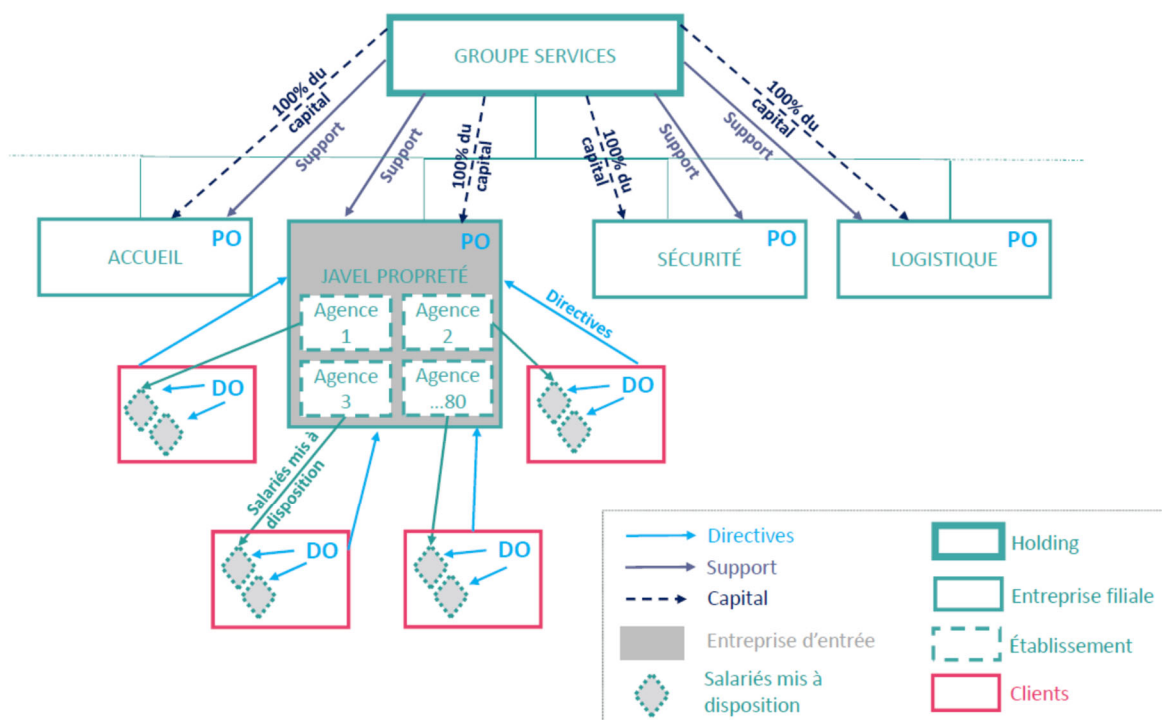 GROUPE SERVICES
100% du
capital
Support
Support
100% du
capital
100% du
capital
Support
100% du
capital
Support
PO
ACCUEIL
PO
JAVEL PROPRETÉ
PO
SÉCURITÉ
PO
LOGISTIQUE
Agence
1
Agence
2
Agence
3
Agence
...80
Directives
DO
DO
Salariés mis à
disposition
DO
DO
Directives
Support
Capital
Entreprise d'entrée
Salariés mis à
disposition
Holding
Entreprise filiale
Établissement
Clients